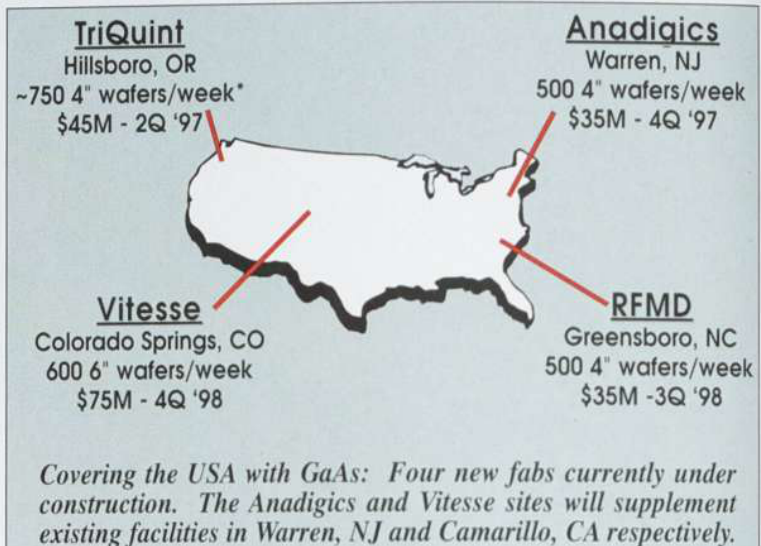 TriQuint
Hillsboro, OR
~750 4" wafers/week*
$45M - 2Q '97
Anadigics
Warren, NJ
500 4" wafers/week
$35M - 4Q '97
Vitesse
Colorado Springs, CO
600 6" wafers/week
$75M - 4Q '98
RFMD
Greensboro, NC
500 4" wafers/week
$35M -3Q '98
Covering the USA with GaAs: Four new fabs currently under
construction. The Anadigics and Vitesse sites will supplement
existing facilities in Warren, NJ and Camarillo, CA respectively.